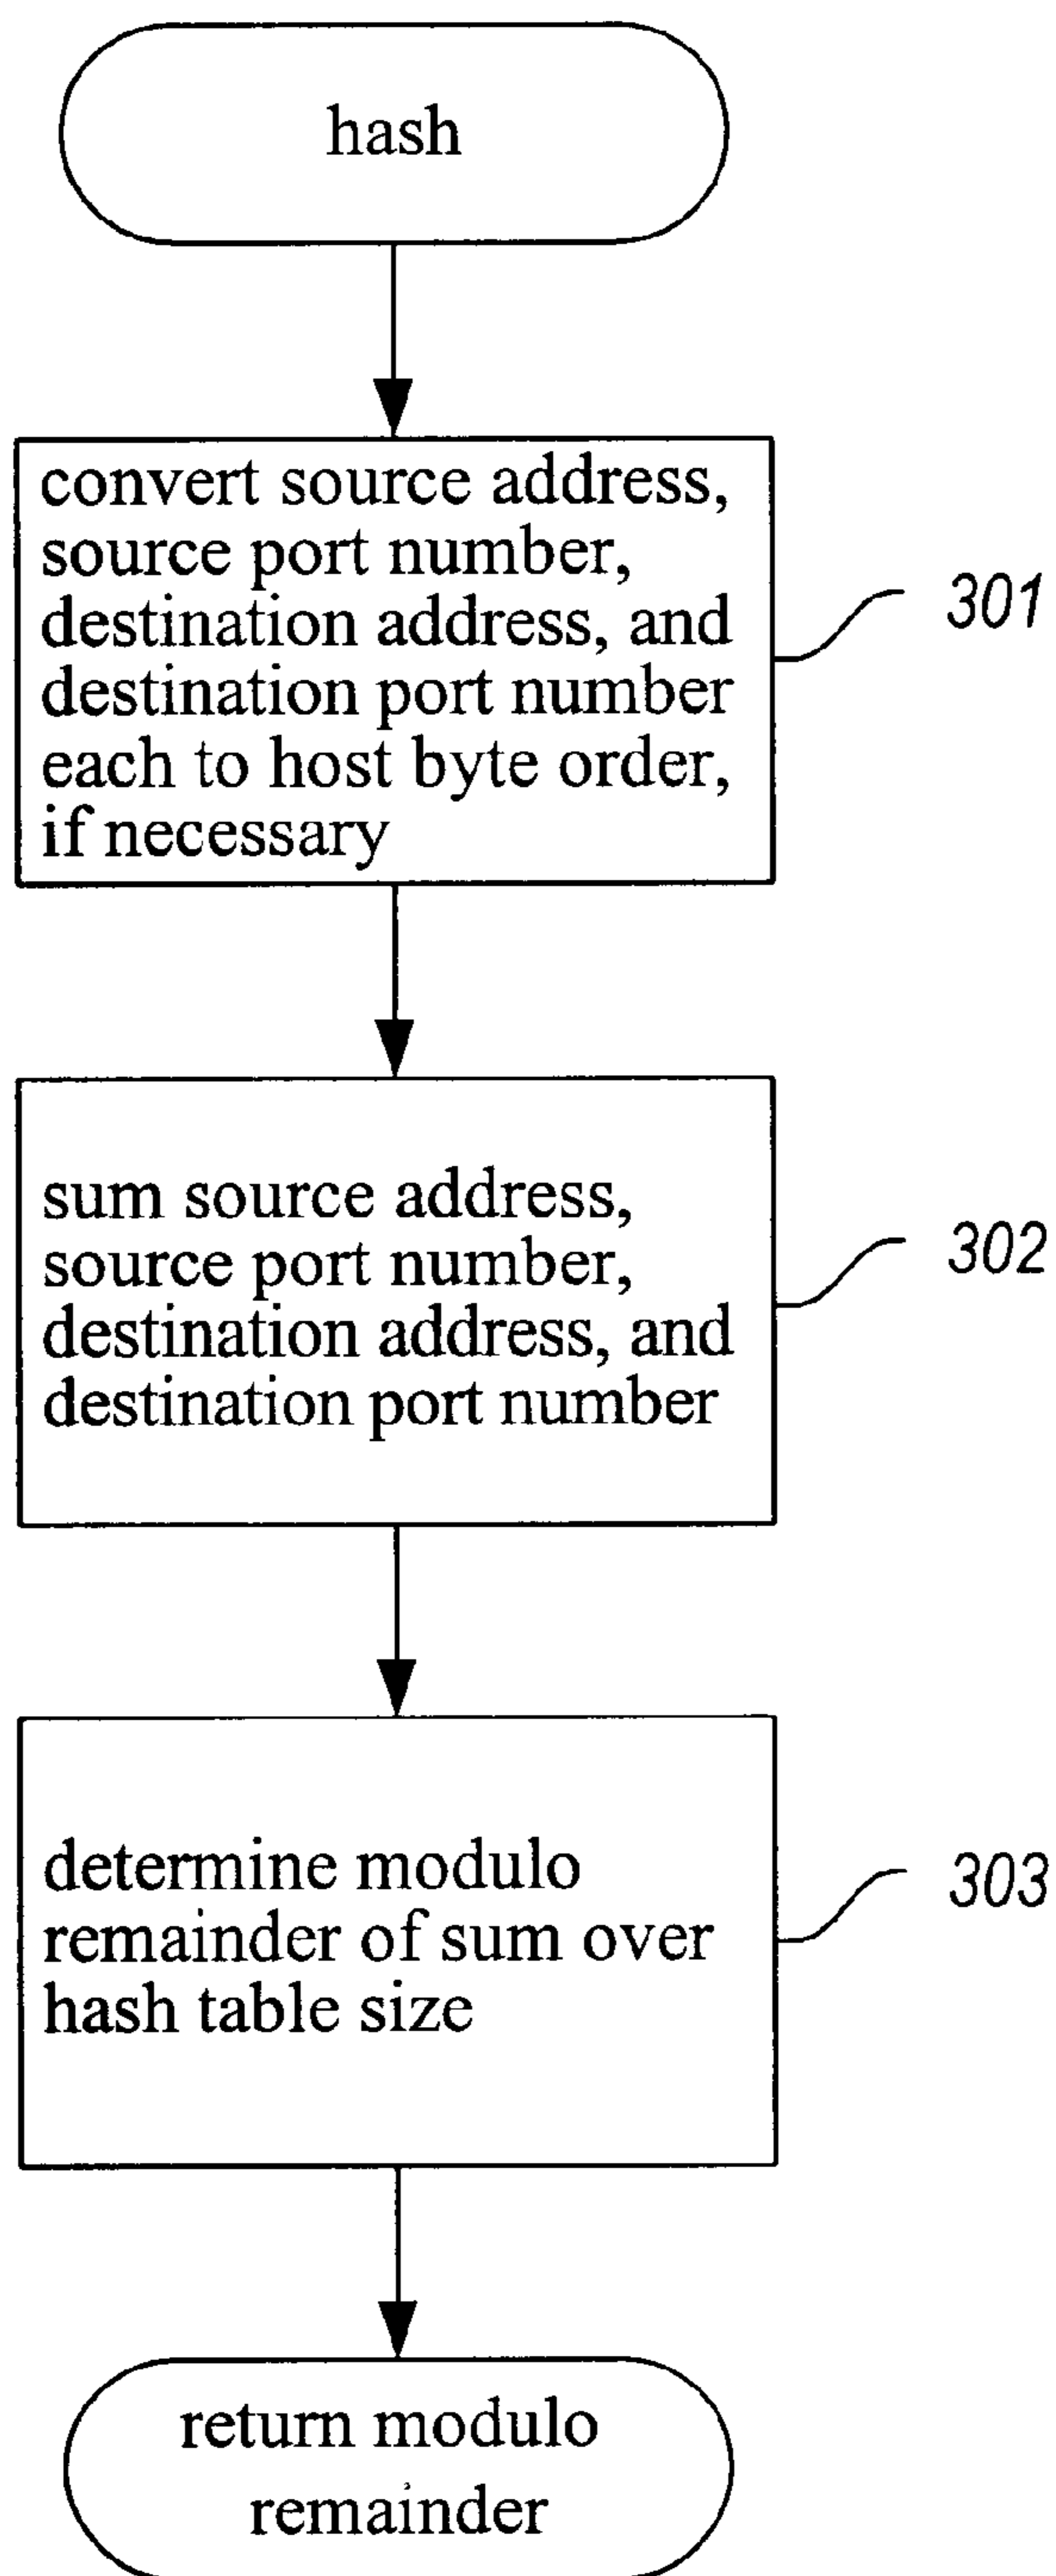 hash
convert source address,
source port number,
destination address, and
destination port number
each to host byte order,
if necessary
301
sum source address,
source port number,
destination address, and
destination port number
302
determine modulo
remainder of sum over
hash table size
303
return modulo
remainder